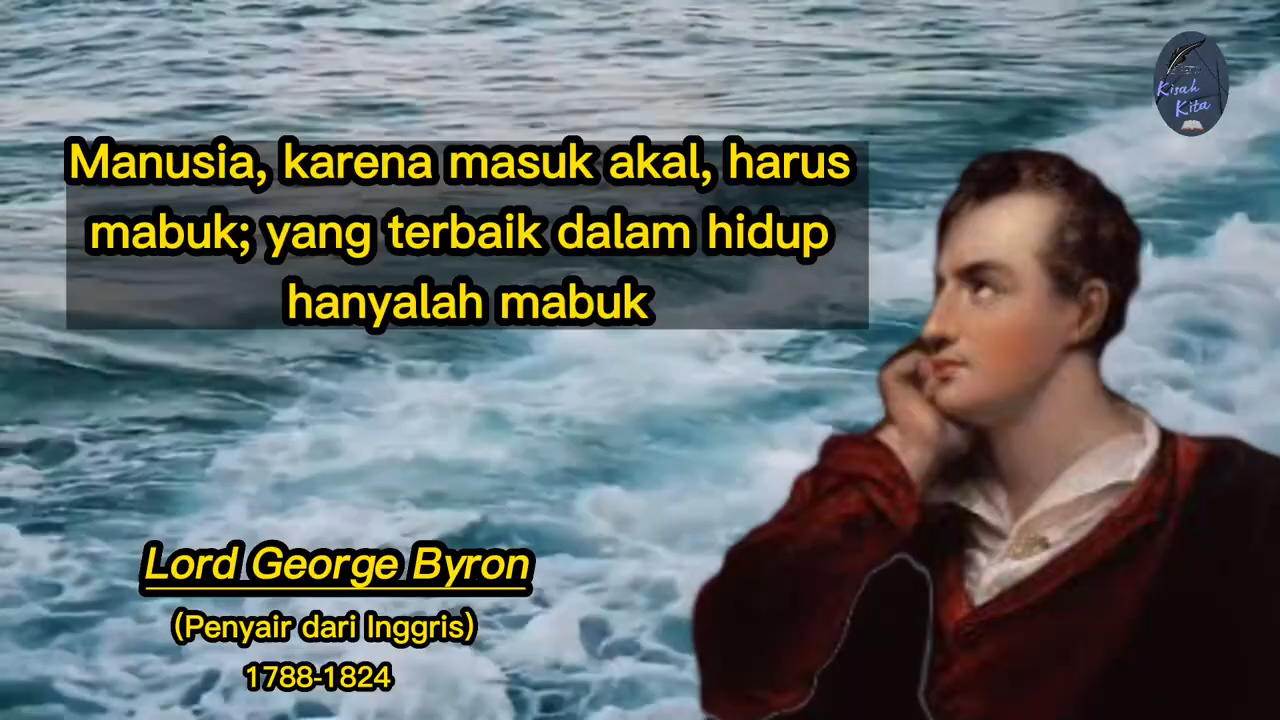 Kisah
Kita
Manusia, karena masuk akal, harus
mabuk; yang terbaik dalam hidup
hanyalah mabuk
Lord George Byron
(Penyair dari Inggris)
1788-1824